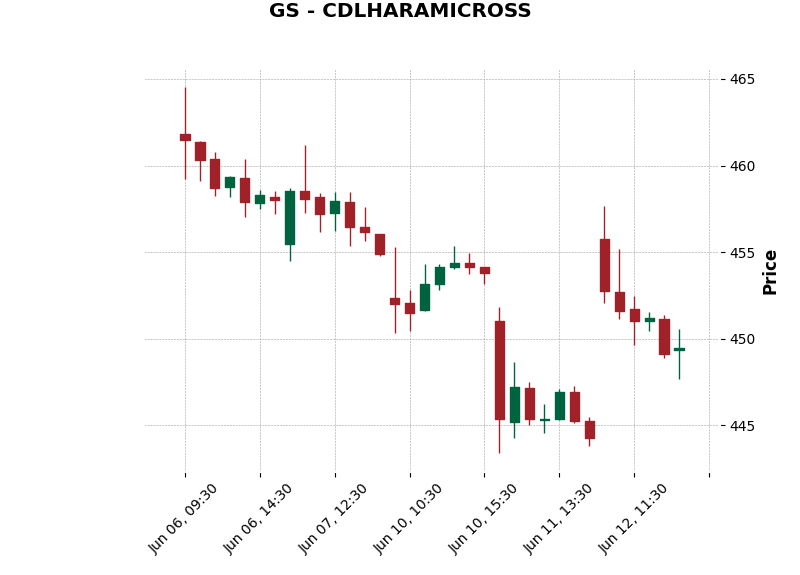 GS - CDLHARAMICROSS
465
460
455
450
445
Price
Jun 06, 09:30
Jun 06, 14:30
Jun 07, 12:30
Jun 10, 10:30
Jun 10, 15:30
Jun 11, 13:30
Jun 12, 11:30